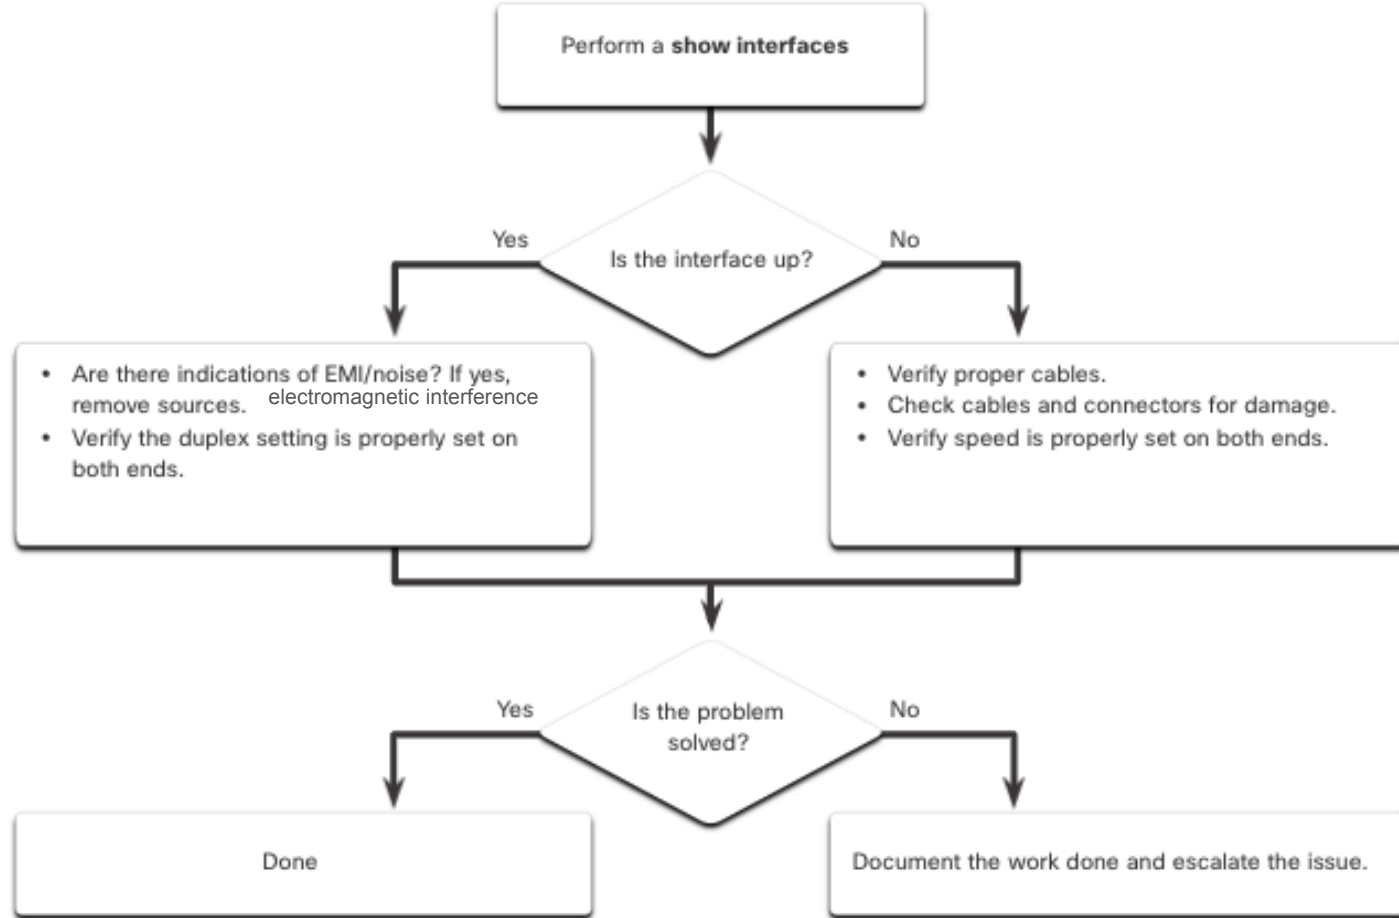 Perform a show interfaces
Yes
Is the interface up?
No
• Are there indications of EMI/noise? If yes,
remove sources.
electromagnetic interference
• Verify the duplex setting is properly set on
both ends.
• Verify proper cables.
• Check cables and connectors for damage.
• Verify speed is properly set on both ends.
Yes
Is the problem
solved?
No
Done
Document the work done and escalate the issue.